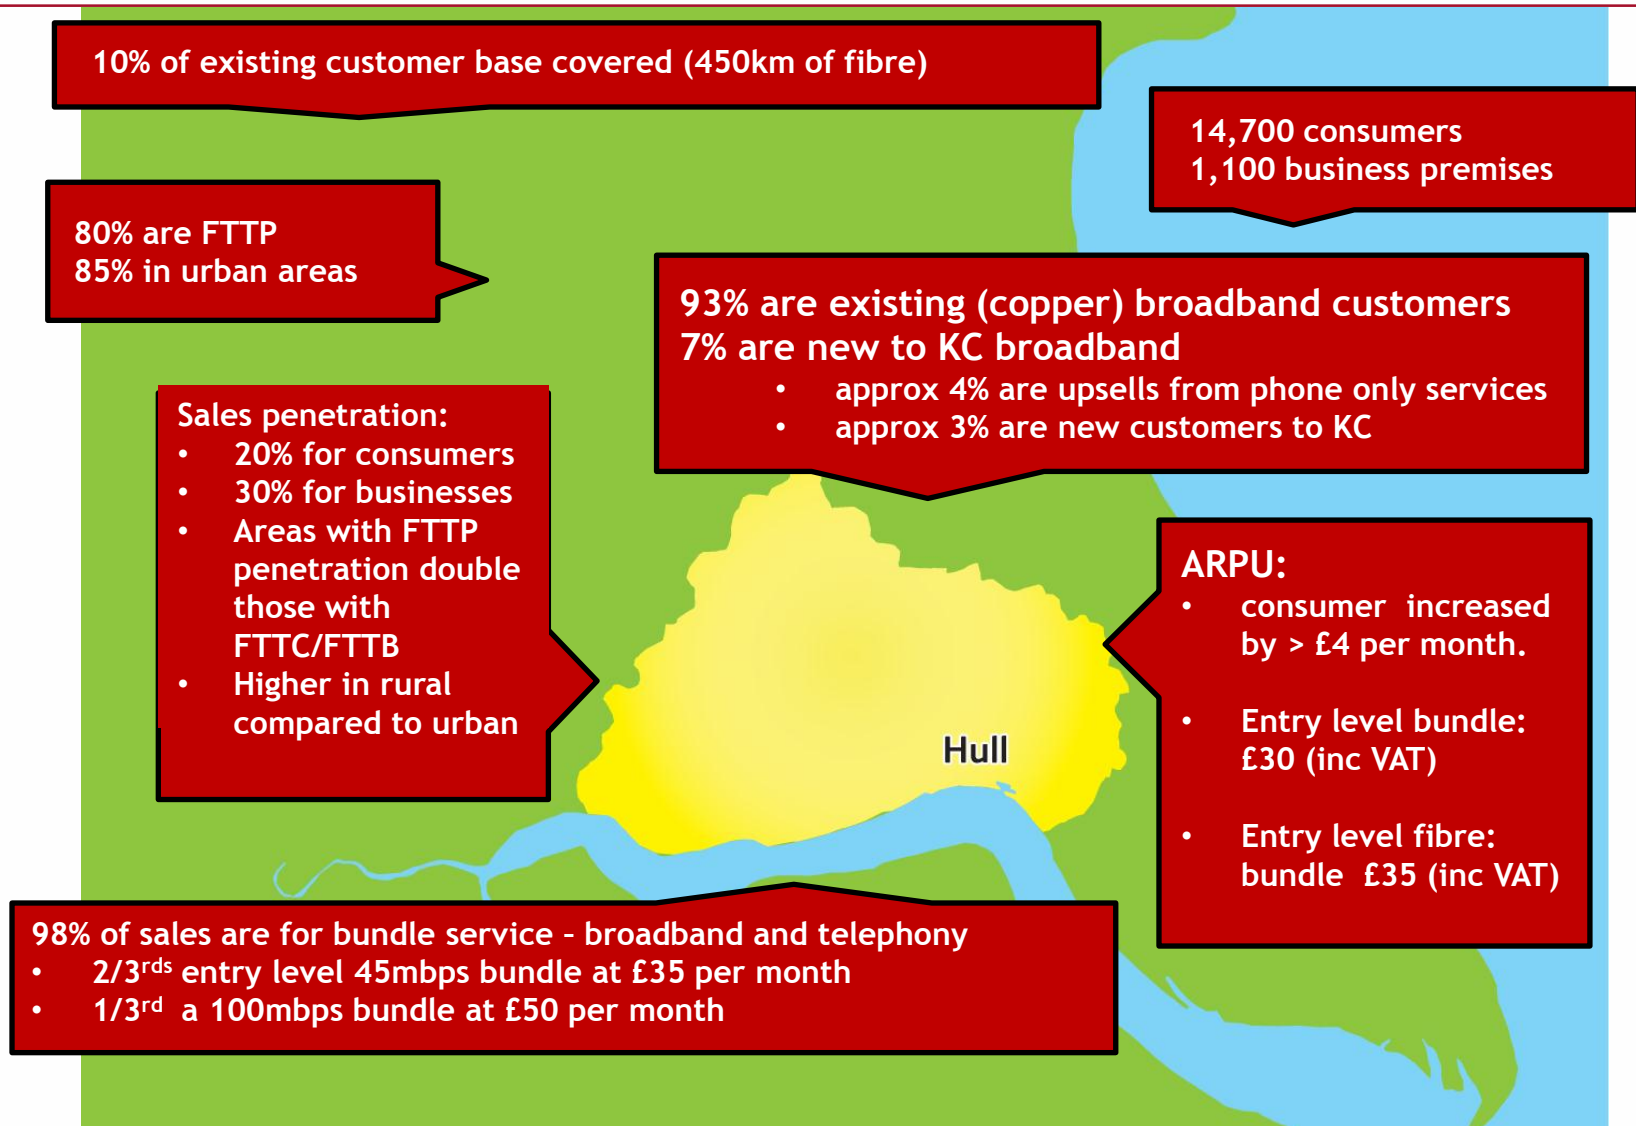 10% of existing customer base covered (450km of fibre)
14,700 consumers
1,100 business premises
80% are FTTP
85% in urban areas
93% are existing (copper) broadband customers
7% are new to KC broadband
• approx 4% are upsells from phone only services
• approx 3% are new customers to KC
Sales penetration:
• 20% for consumers
• 30% for businesses
• Areas with FTTP
penetration double
those with
FTTC/FTTB
• Higher in rural
compared to urban
ARPU:
• consumer increased
by > £4 per month.
• Entry level bundle:
£30 (inc VAT)
• Entry level fibre:
bundle £35 (inc VAT)
Hull
98% of sales are for bundle service – broadband and telephony
• 2/3rds entry level 45mbps bundle at £35 per month
• 1/3rd a 100mbps bundle at £50 per month